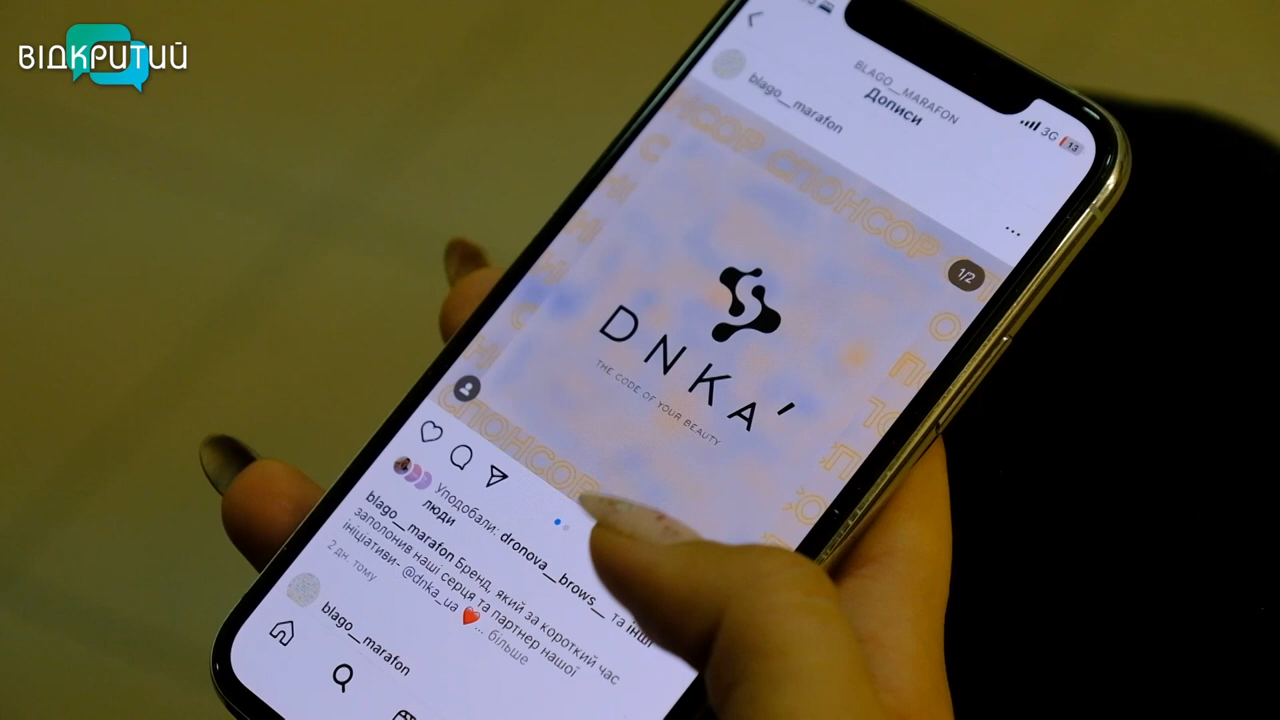 ВІДКРИТИЙ
BLAGO__MARAFON
Дописи
3G 13
blago__marafon
СПОНСОР
1/2
DNKA'
THE CODE OF YOUR BEAUTY
СПОНСОР
Уподобали: dronova__brows__ та інші
люди
blago__marafon Бренд, який за короткий час
заполонив наші серця та партнер нашої
ініціативи- @dnka_ua ❤️... більше
2 дн. тому
blago__marafon